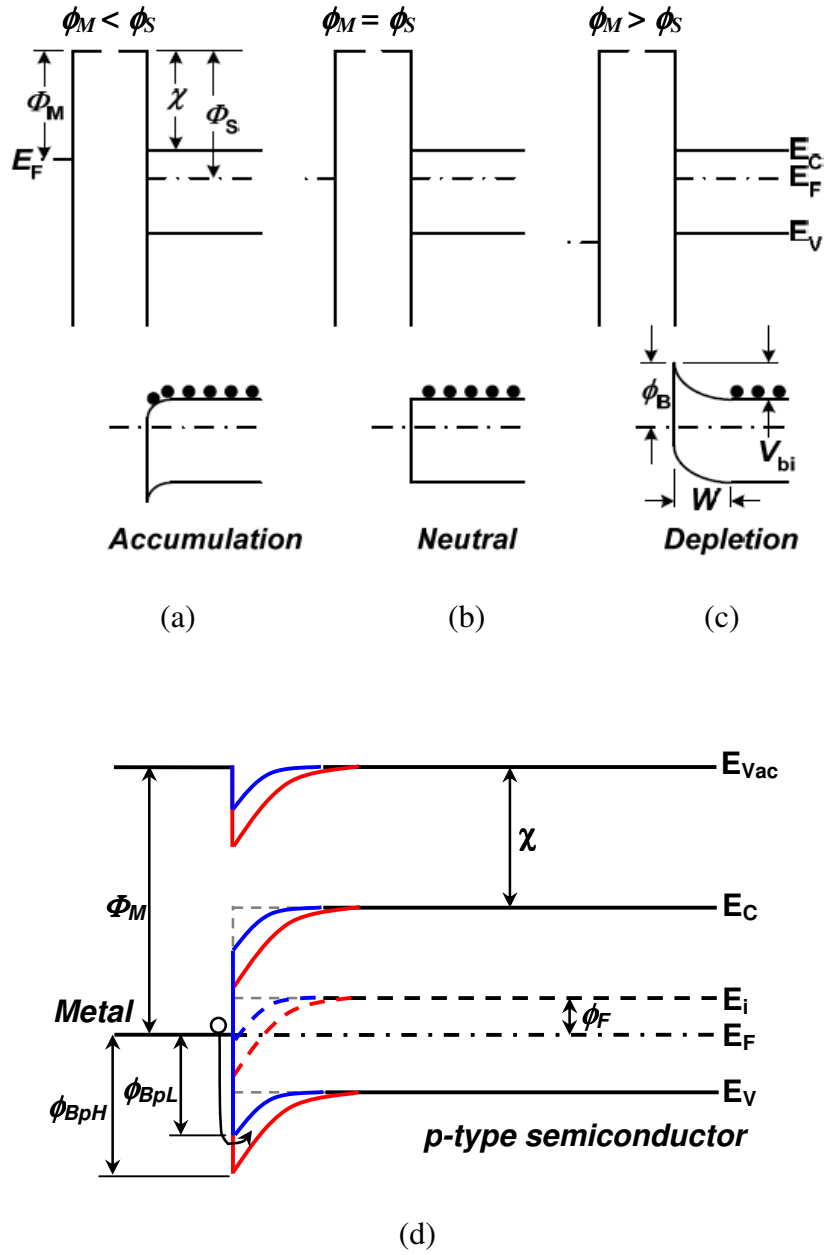 ϕM < ϕS
ϕM = ϕS
ϕM > ϕS
ΦM
χ
ΦS
EF
EC
EF
EV
ϕB
Vbi
W
Accumulation
Neutral
Depletion
(a)
(b)
(c)
EVac
χ
ΦM
EC
Metal
Ei
ϕF
EF
ϕBpL
ϕBpH
EV
p-type semiconductor
(d)